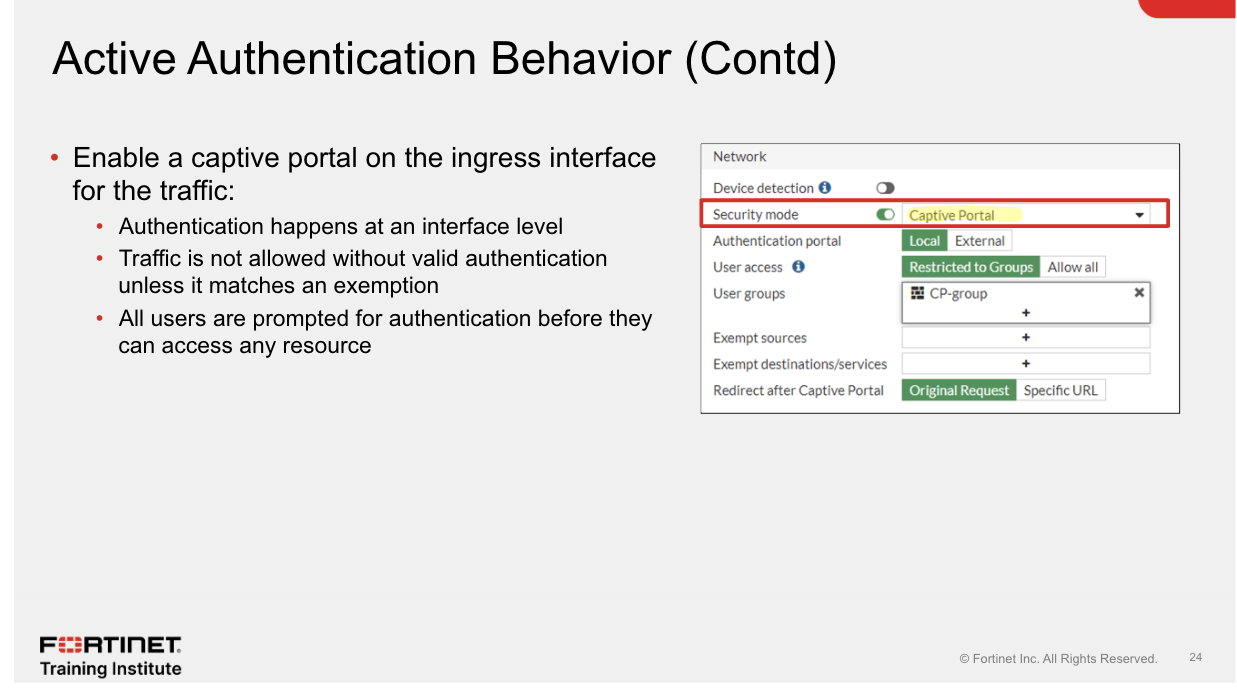 Active Authentication Behavior (Contd)
• Enable a captive portal on the ingress interface
for the traffic:
• Authentication happens at an interface level
• Traffic is not allowed without valid authentication
unless it matches an exemption
• All users are prompted for authentication before they
can access any resource
Network
Device detection
Security mode Captive Portal
Authentication portal Local External
User access Restricted to Groups Allow all
User groups CP-group
+
Exempt sources +
Exempt destinations/services +
Redirect after Captive Portal Original Request Specific URL
FORTINET
Training Institute
© Fortinet Inc. All Rights Reserved. 24